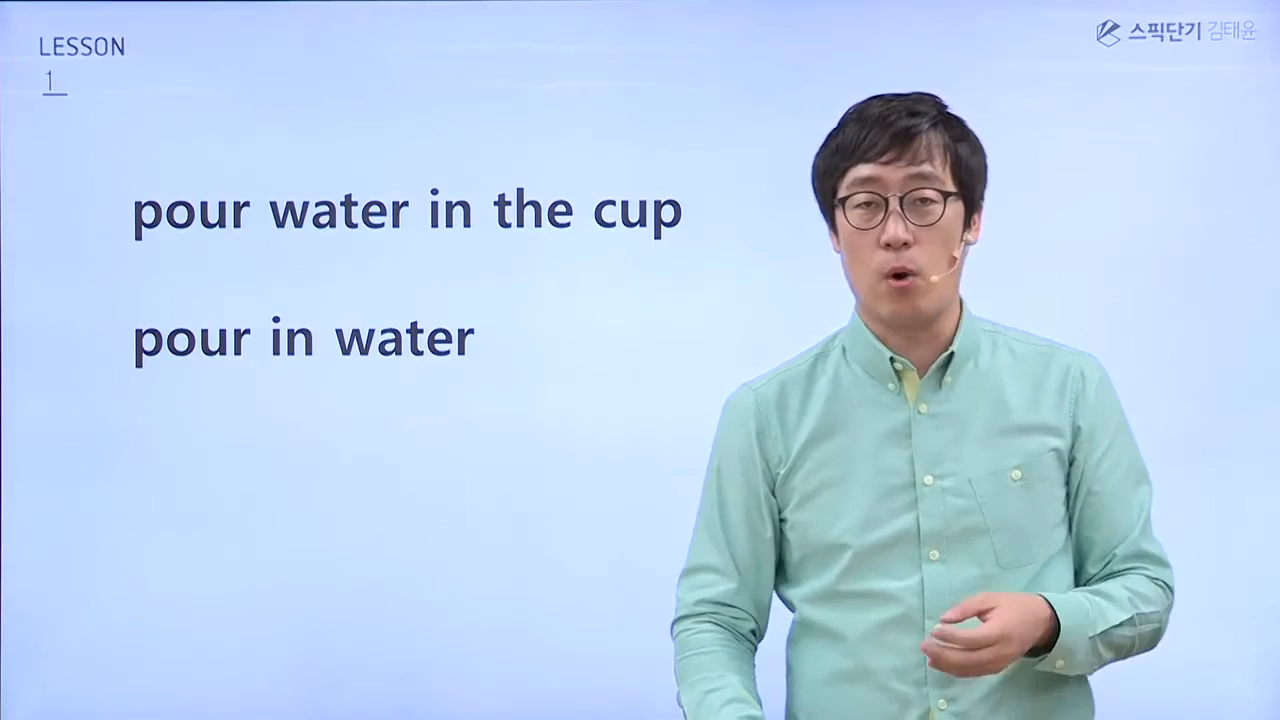 LESSON
1
스픽단기 김태윤
pour water in the cup
pour in water